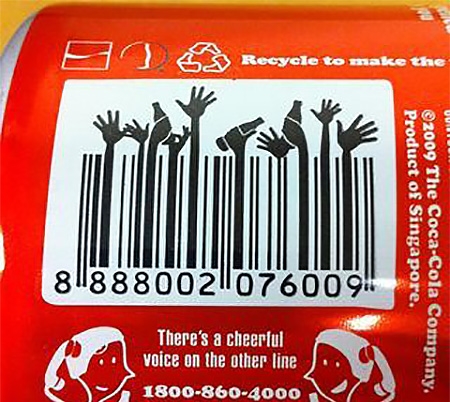 Recycle to make the
8 888002 076009
There's a cheerful
voice on the other line
1800-860-4000
©2009 The Coca-Cola Company.
Product of Singapore.